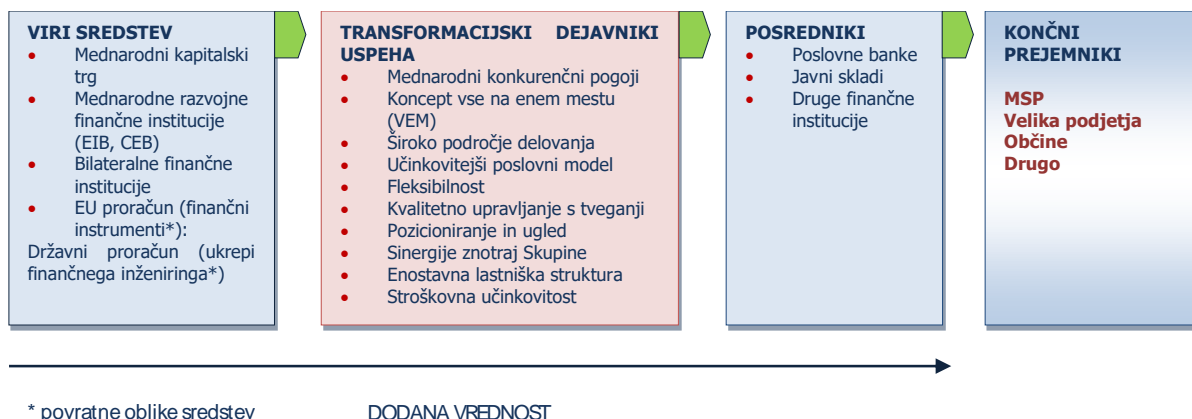 VIRI SREDSTEV
• Mednarodni kapitalski
trg
• Mednarodne razvojne
finančne institucije
(EIB, CEB)
• Bilateralne finančne
institucije
• EU proračun (finančni
instrumenti*):
Državni proračun (ukrepi
finančnega inženiringa*)
TRANSFORMACIJSKI DEJAVNIKI
USPEHA
• Mednarodni konkurenčni pogoji
• Koncept vse na enem mestu
(VEM)
• Široko področje delovanja
• Učinkovitejši poslovni model
• Fleksibilnost
• Kvalitetno upravljanje s tveganji
• Pozicioniranje in ugled
• Sinergije znotraj Skupine
• Enostavna lastniška struktura
• Stroškovna učinkovitost
POSREDNIKI
• Poslovne banke
• Javni skladi
• Druge finančne
institucije
KONČNI
PREJEMNIKI
MSP
Velika podjetja
Občine
Drugo
* povratne oblike sredstev
DODANA VREDNOST